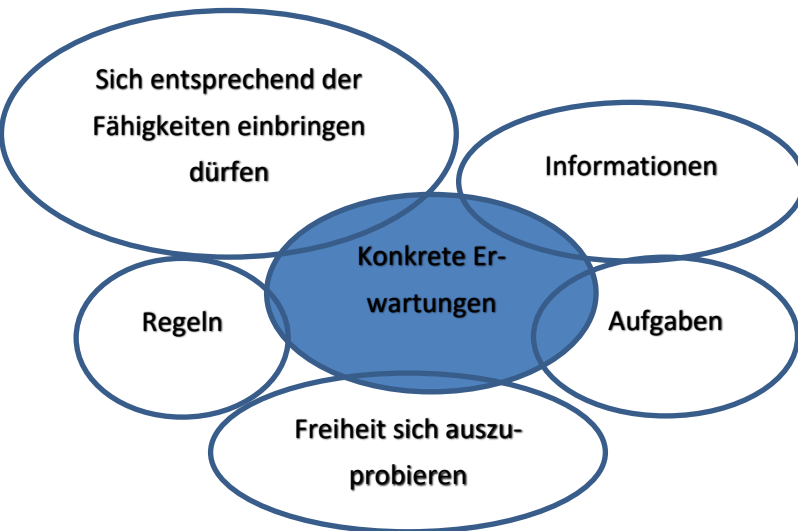 Sich entsprechend der
Fähigkeiten einbringen
dürfen
Informationen
Konkrete Er-
wartungen
Regeln
Aufgaben
Freiheit sich auszu-
probieren